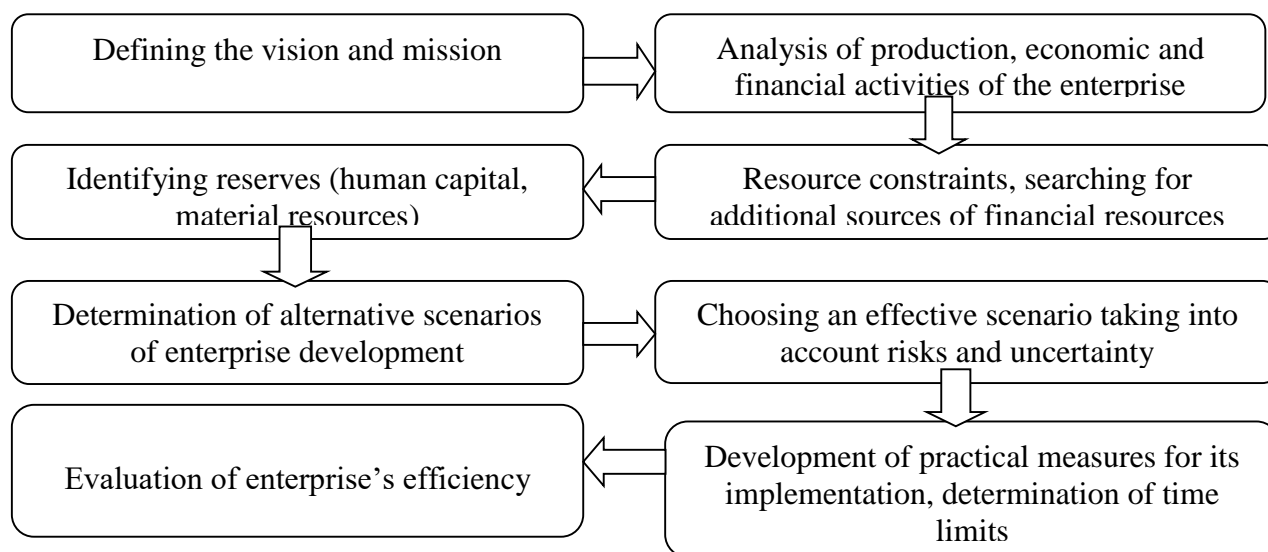 Defining the vision and mission
Analysis of production, economic and
financial activities of the enterprise
Identifying reserves (human capital,
material resources)
Resource constraints, searching for
additional sources of financial resources
Determination of alternative scenarios
of enterprise development
Choosing an effective scenario taking into
account risks and uncertainty
Evaluation of enterprise’s efficiency
Development of practical measures for its
implementation, determination of time
limits